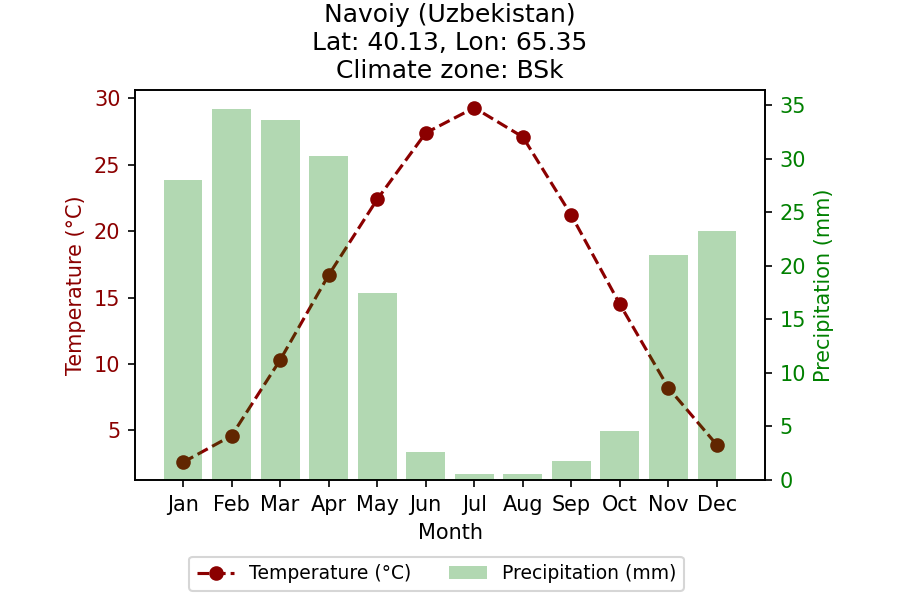 Navoiy (Uzbekistan)
Lat: 40.13, Lon: 65.35
Climate zone: BSk
30
25
20
15
10
5
Temperature (°C)
35
30
25
20
15
10
5
0
Precipitation (mm)
Jan Feb Mar Apr May Jun Jul Aug Sep Oct Nov Dec
Month
Temperature (°C) Precipitation (mm)